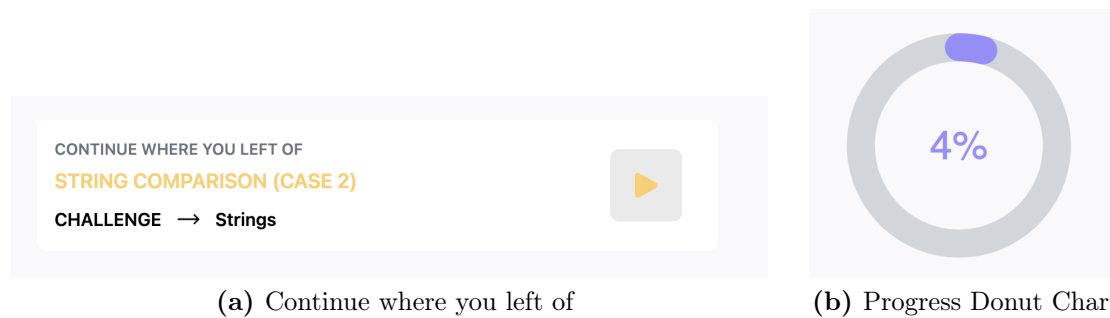 CONTINUE WHERE YOU LEFT OF
STRING COMPARISON (CASE 2)
CHALLENGE → Strings
4%
(a) Continue where you left of
(b) Progress Donut Char